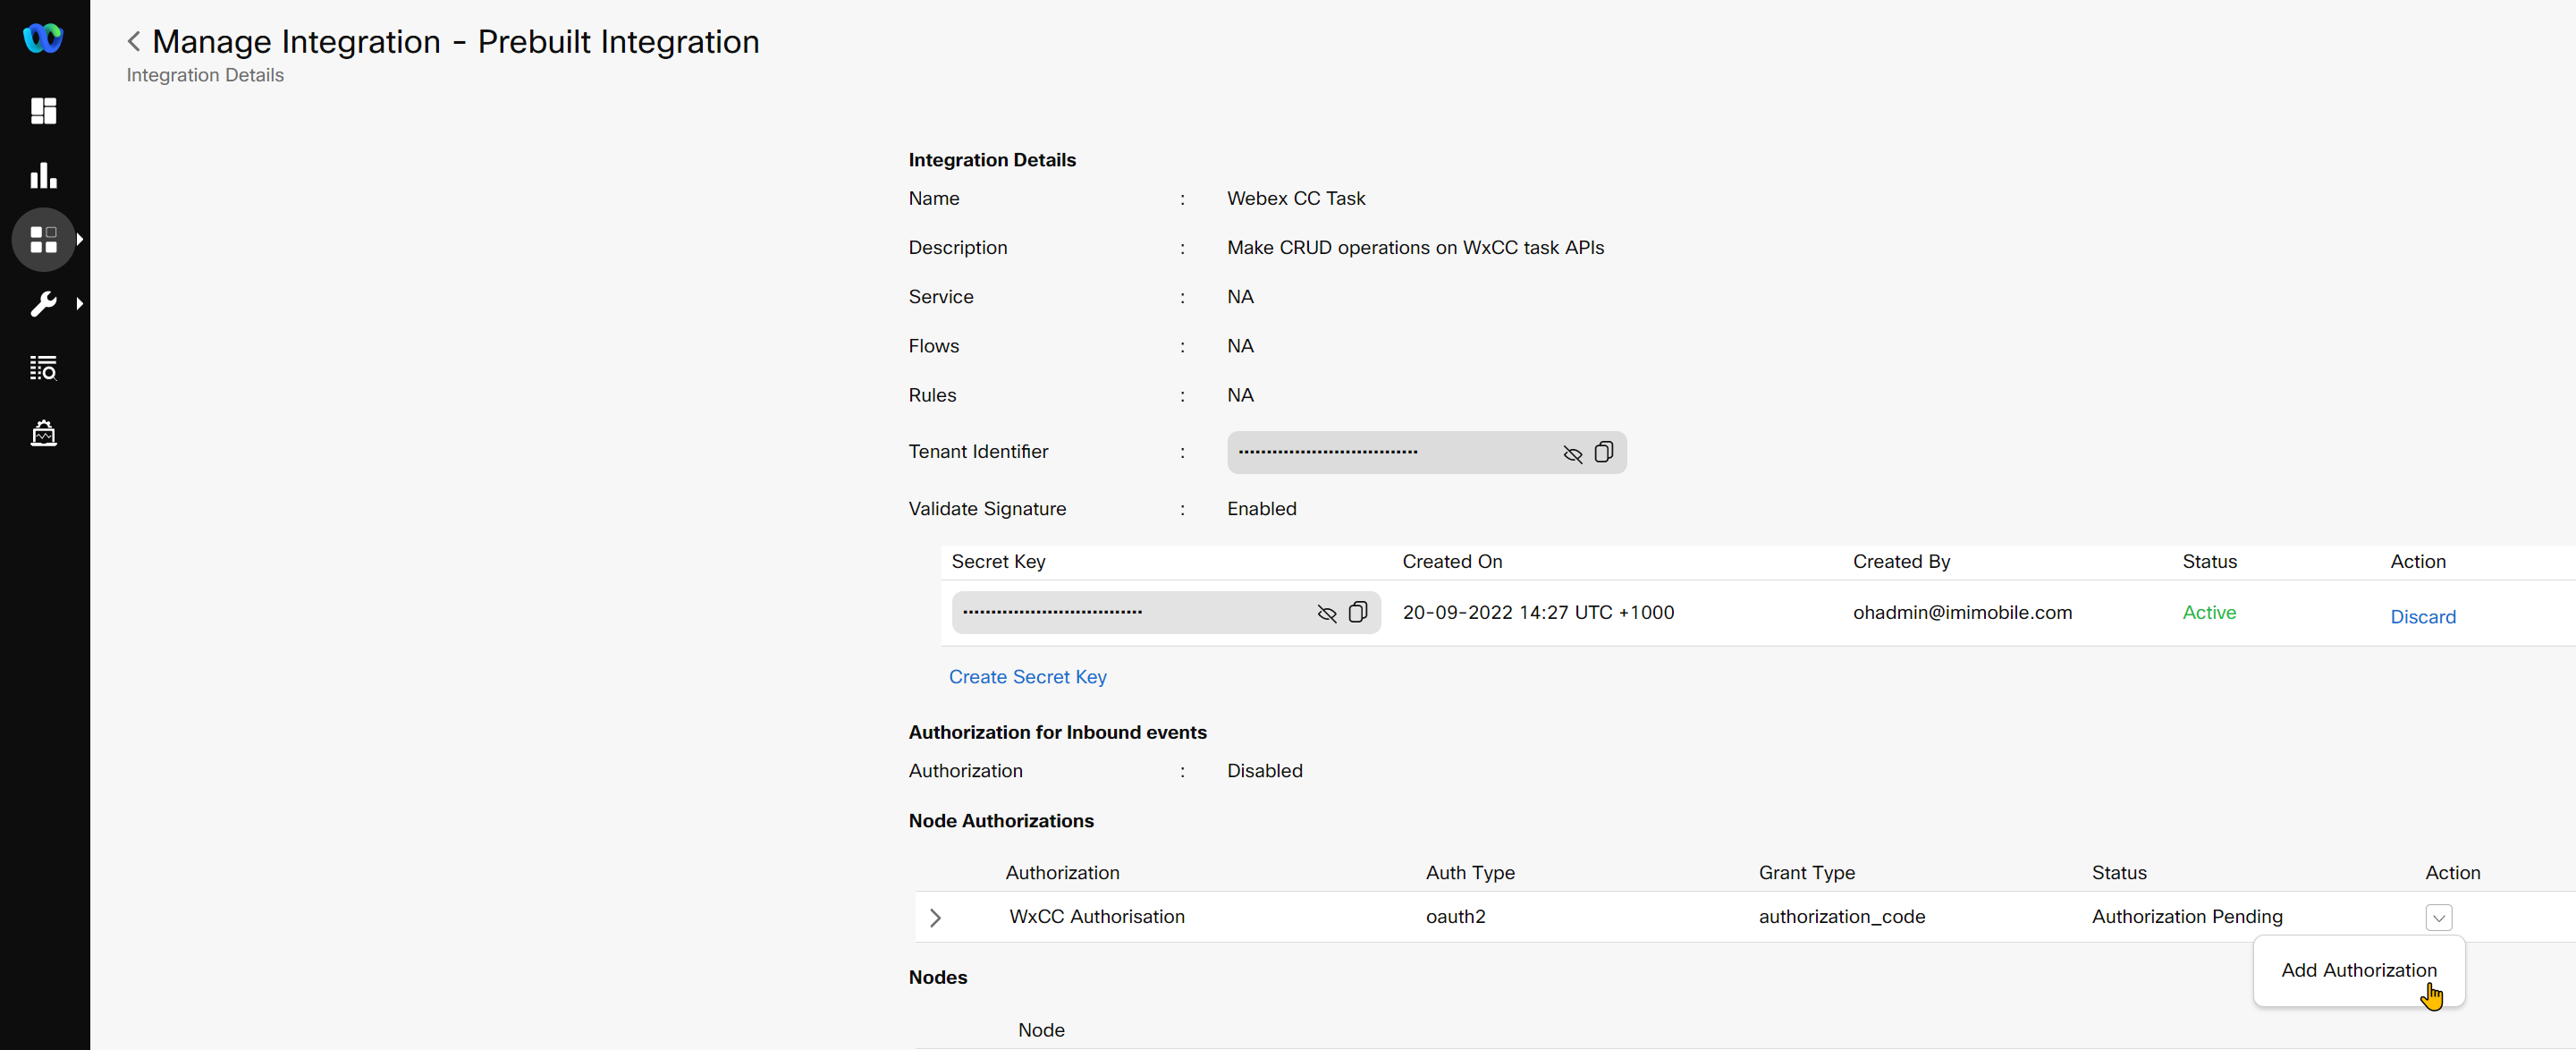 Manage Integration - Prebuilt Integration
Integration Details
Integration Details
Name : Webex CC Task
Description : Make CRUD operations on WxCC task APIs
Service : NA
Flows : NA
Rules : NA
Tenant Identifier :
Validate Signature : Enabled
Secret Key Created On Created By Status Action
20-09-2022 14:27 UTC +1000 ohadmin@imimobile.com Active Discard
Create Secret Key
Authorization for Inbound events
Authorization : Disabled
Node Authorizations
Authorization Auth Type Grant Type Status Action
WxCC Authorisation oauth2 authorization_code Authorization Pending
Add Authorization
Nodes
Node